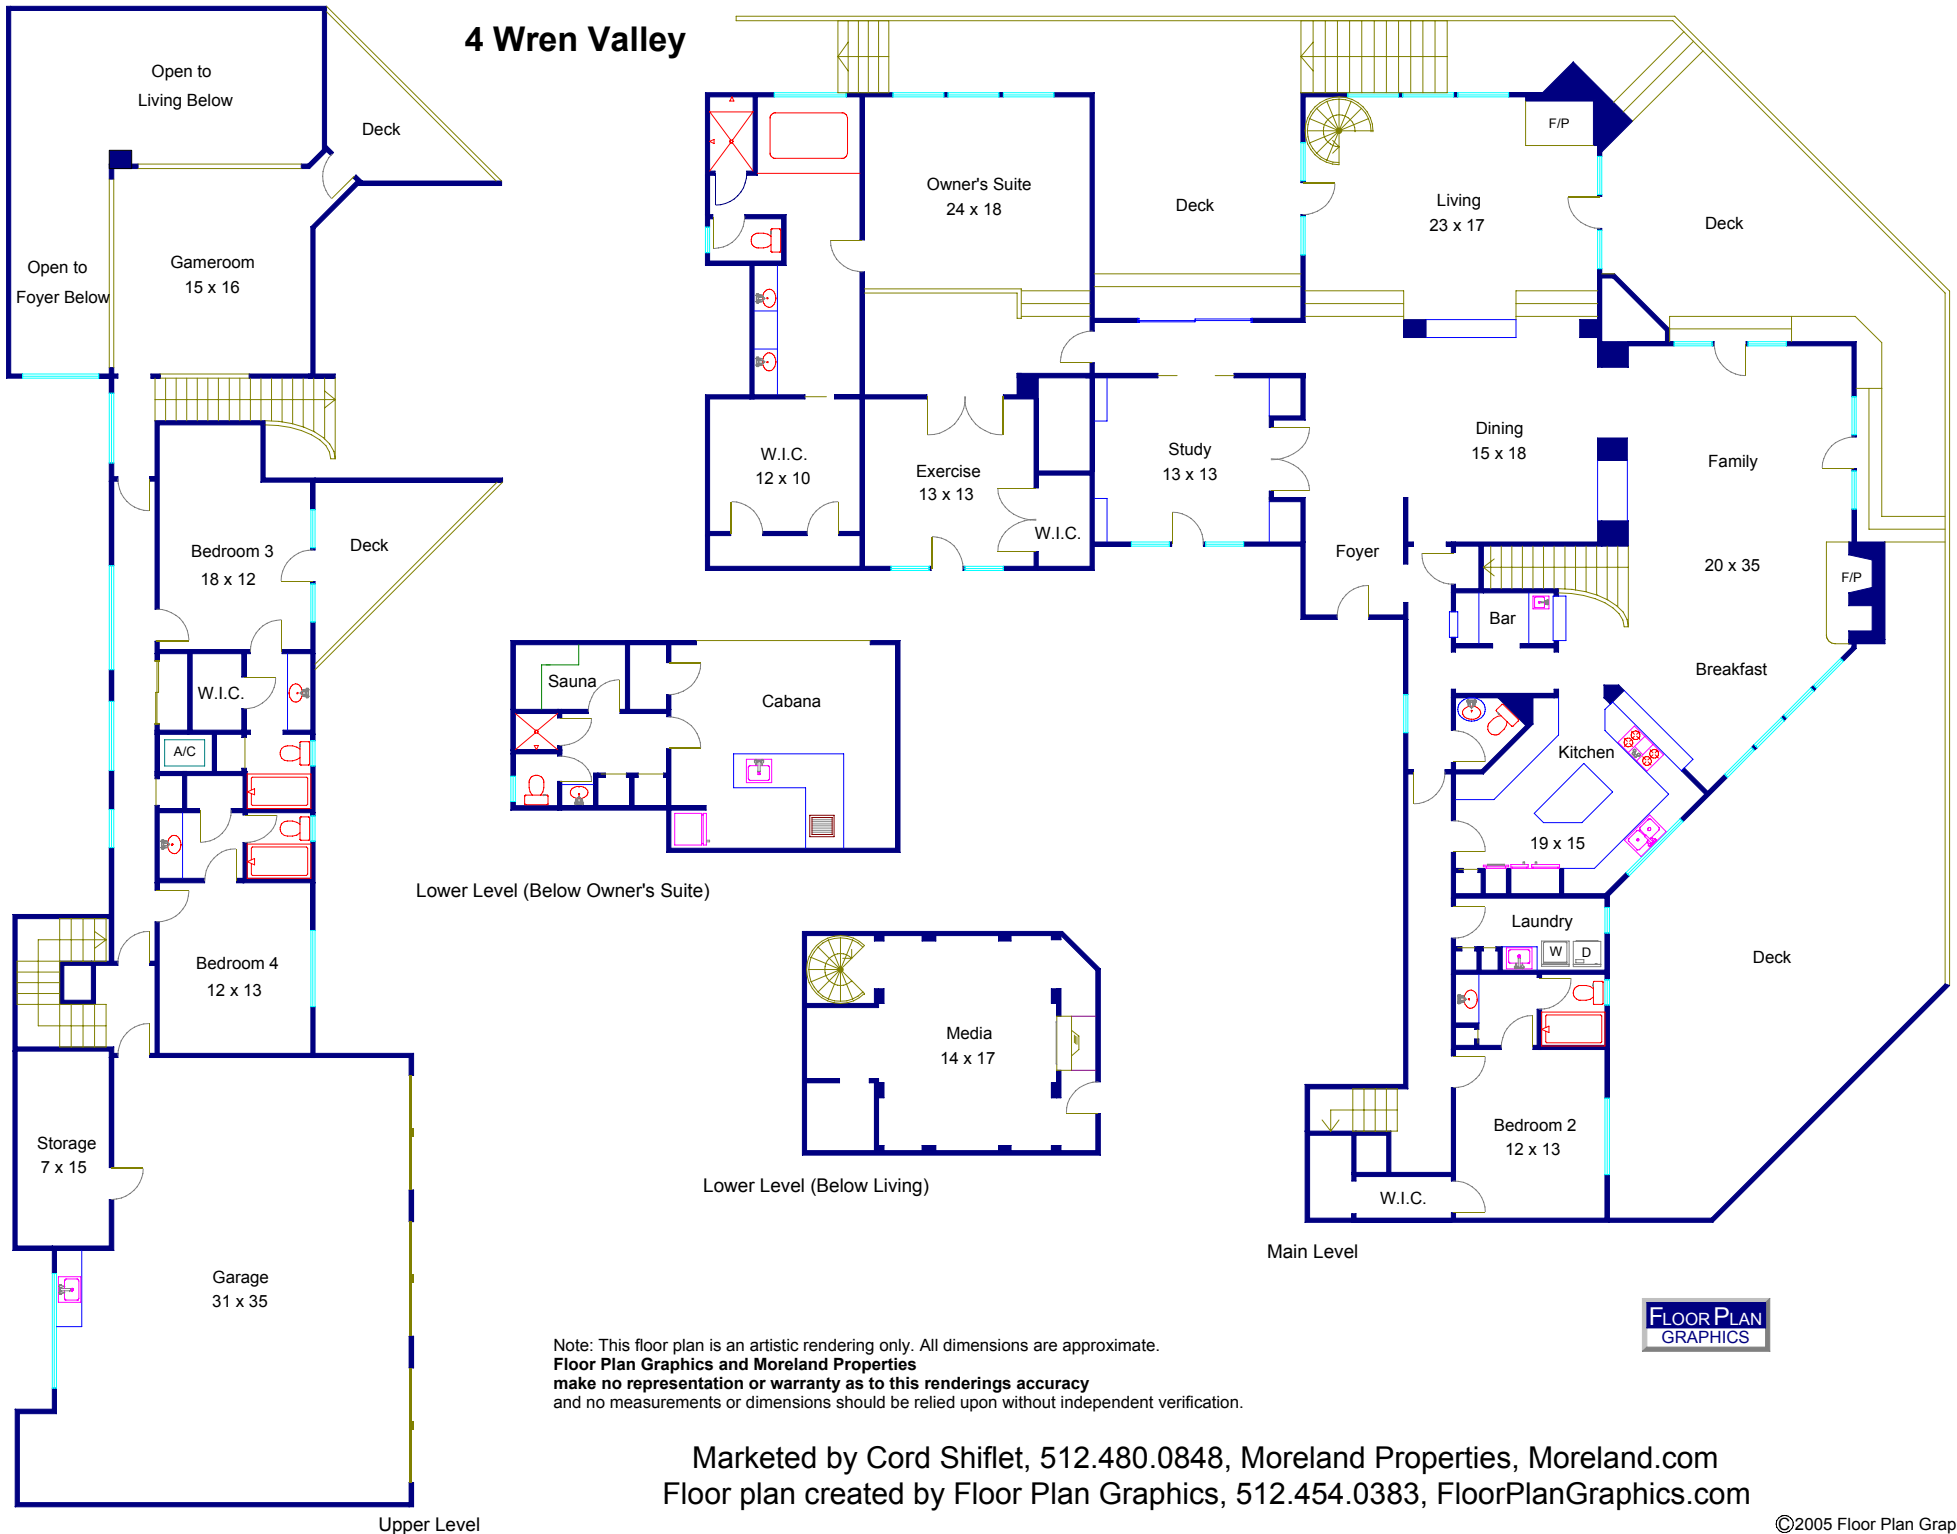 4 Wren Valley
Open to
Living Below
Deck
Open to
Foyer Below
Gameroom
15 x 16
Bedroom 3
18 x 12
Deck
W.I.C.
A/C
Bedroom 4
12 x 13
Storage
7 x 15
Garage
31 x 35
Upper Level
Owner's Suite
24 x 18
Deck
Living
23 x 17
F/P
Deck
W.I.C.
12 x 10
Exercise
13 x 13
W.I.C.
Study
13 x 13
Dining
15 x 18
Family
20 x 35
F/P
Foyer
Bar
Breakfast
Kitchen
19 x 15
Laundry
W
D
Deck
Bedroom 2
12 x 13
W.I.C.
Main Level
Sauna
Cabana
Lower Level (Below Owner's Suite)
Media
14 x 17
Lower Level (Below Living)
FLOOR PLAN
GRAPHICS
Note: This floor plan is an artistic rendering only. All dimensions are approximate.
Floor Plan Graphics and Moreland Properties
make no representation or warranty as to this renderings accuracy
and no measurements or dimensions should be relied upon without independent verification.
Marketed by Cord Shiflet, 512.480.0848, Moreland Properties, Moreland.com
Floor plan created by Floor Plan Graphics, 512.454.0383, FloorPlanGraphics.com
©2005 Floor Plan Grap